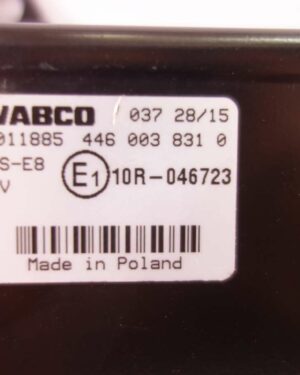 WABCO 037 28/15
011885 446 003 831 0
S-E8
V E1 10R-046723
Made in Poland